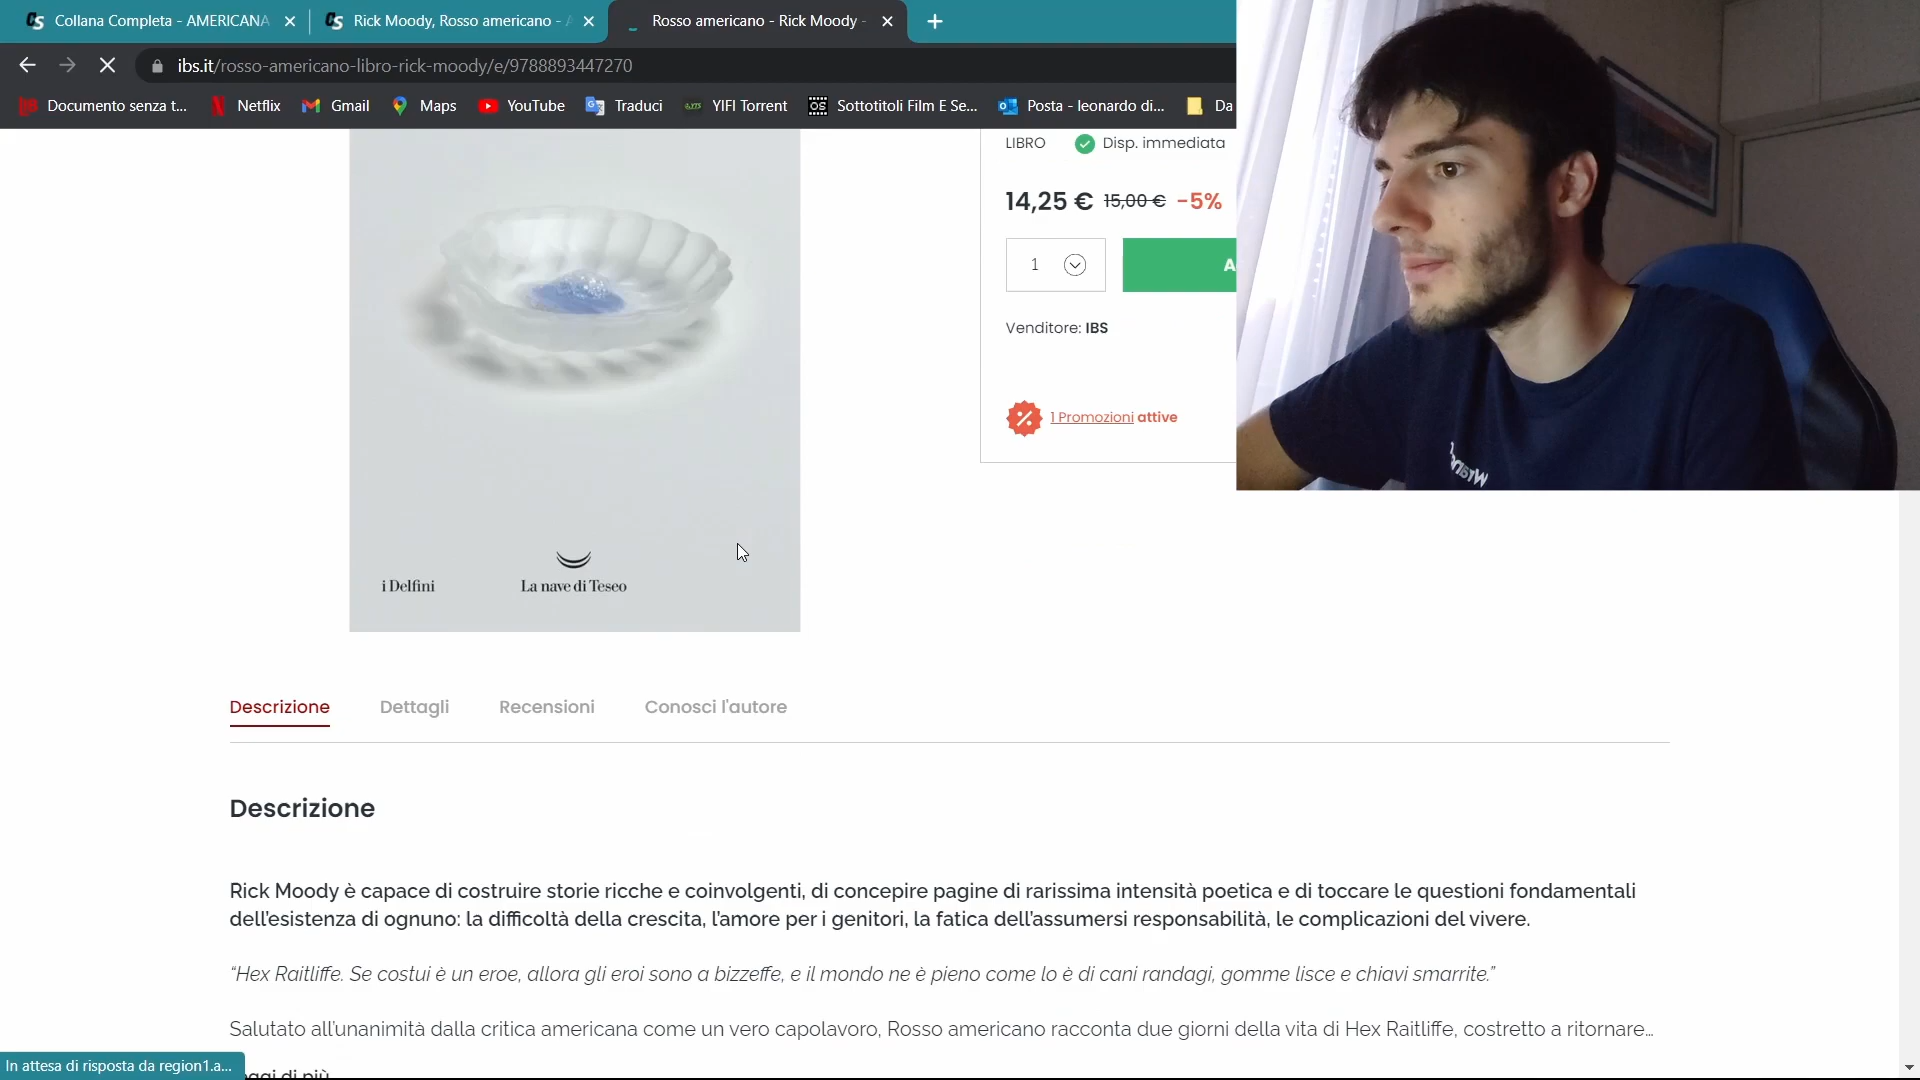 Collana Completa - AMERICANA
Rick Moody, Rosso americano -
Rosso americano - Rick Moody -
ibs.it/rosso-americano-libro-rick-moody/e/9788893447270
Documento senza t...
Netflix
Gmail
Maps
YouTube
Traduci
YIFI Torrent
Sottotitoli Film E Se...
Posta - leonardo di...
Da
LIBRO
Disp. immediata
14,25 € 15,00 € -5%
1
A
Venditore: IBS
1 Promozioni attive
i Delfini
La nave di Teseo
Descrizione
Dettagli
Recensioni
Conosci l'autore
Descrizione
Rick Moody è capace di costruire storie ricche e coinvolgenti, di concepire pagine di rarissima intensità poetica e di toccare le questioni fondamentali
dell’esistenza di ognuno: la difficoltà della crescita, l’amore per i genitori, la fatica dell’assumersi responsabilità, le complicazioni del vivere.
“Hex Raitliffe. Se costui è un eroe, allora gli eroi sono a bizzeffe, e il mondo ne è pieno come lo è di cani randagi, gomme lisce e chiavi smarrite.”
Salutato all’unanimità dalla critica americana come un vero capolavoro, Rosso americano racconta due giorni della vita di Hex Raitliffe, costretto a ritornare…
In attesa di risposta da region1.a...
di più